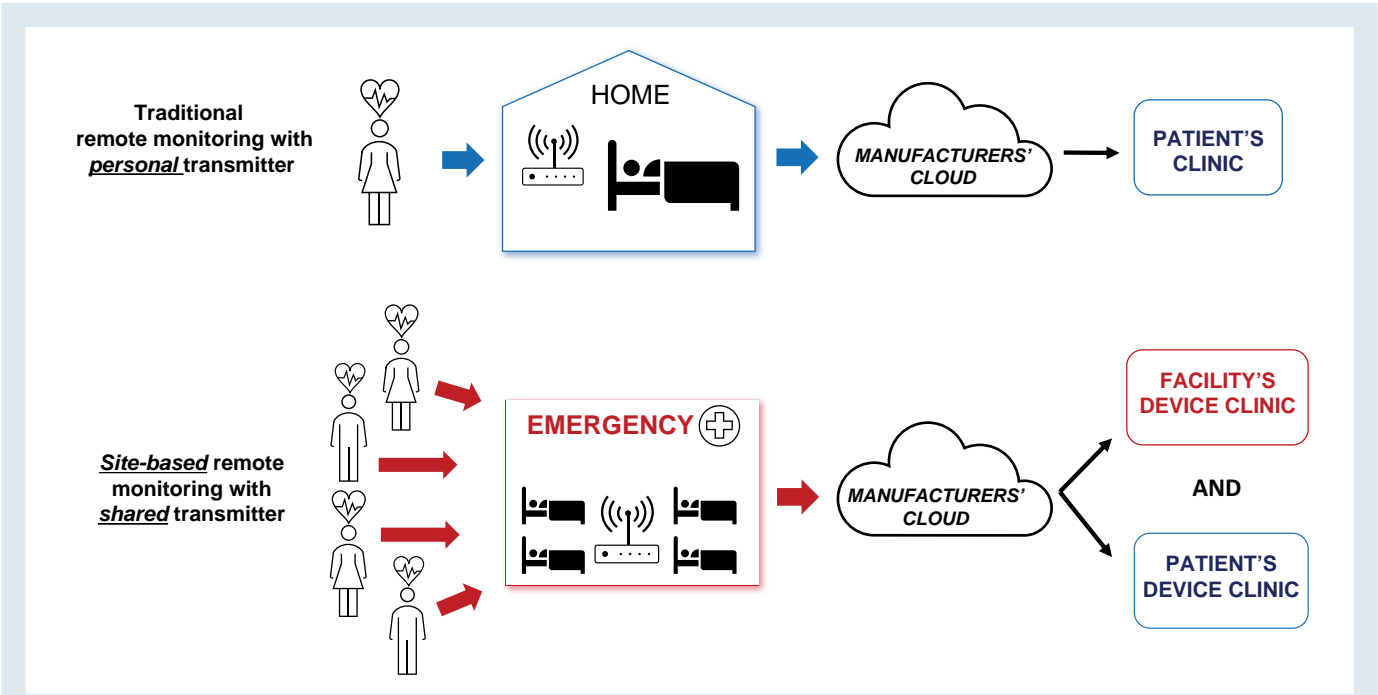 Traditional
remote monitoring with
personal transmitter
HOME
MANUFACTURERS'
CLOUD
PATIENT'S
CLINIC
Site-based remote
monitoring with
shared transmitter
EMERGENCY
MANUFACTURERS'
CLOUD
FACILITY'S
DEVICE CLINIC
AND
PATIENT'S
DEVICE CLINIC